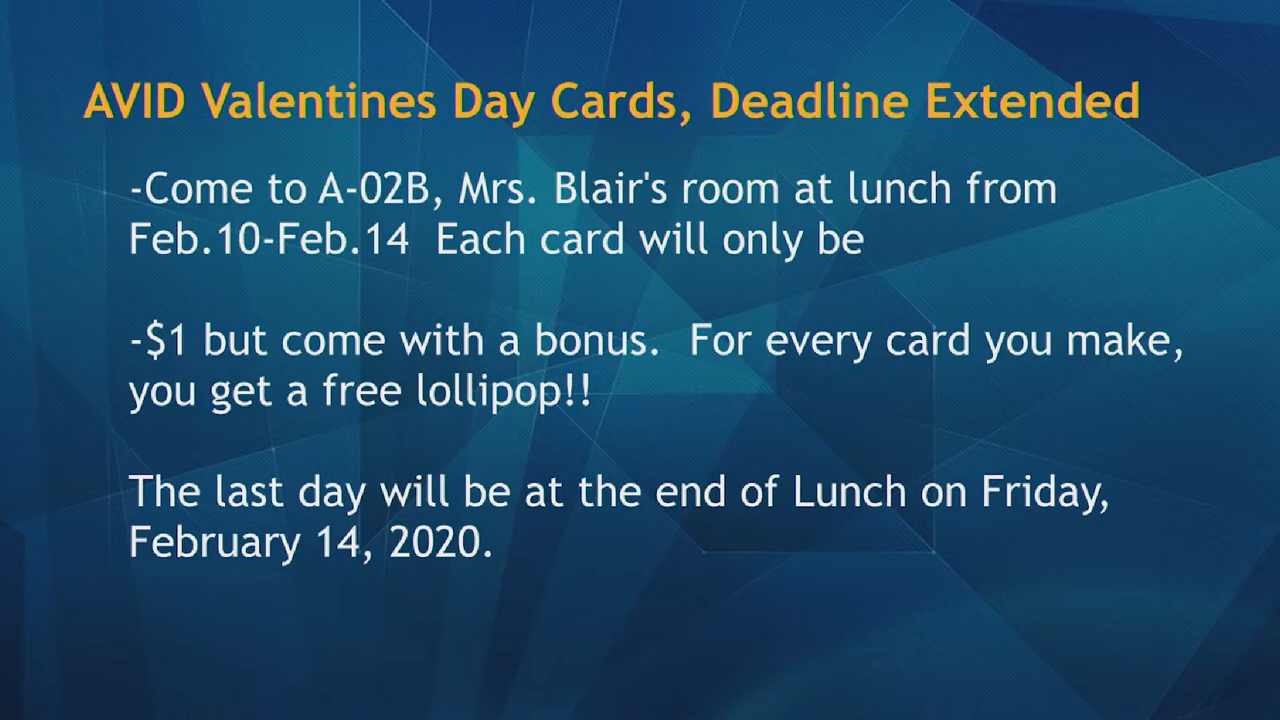 AVID Valentines Day Cards, Deadline Extended
-Come to A-02B, Mrs. Blair's room at lunch from
Feb.10-Feb.14  Each card will only be
-$1 but come with a bonus.  For every card you make,
you get a free lollipop!!
The last day will be at the end of Lunch on Friday,
February 14, 2020.